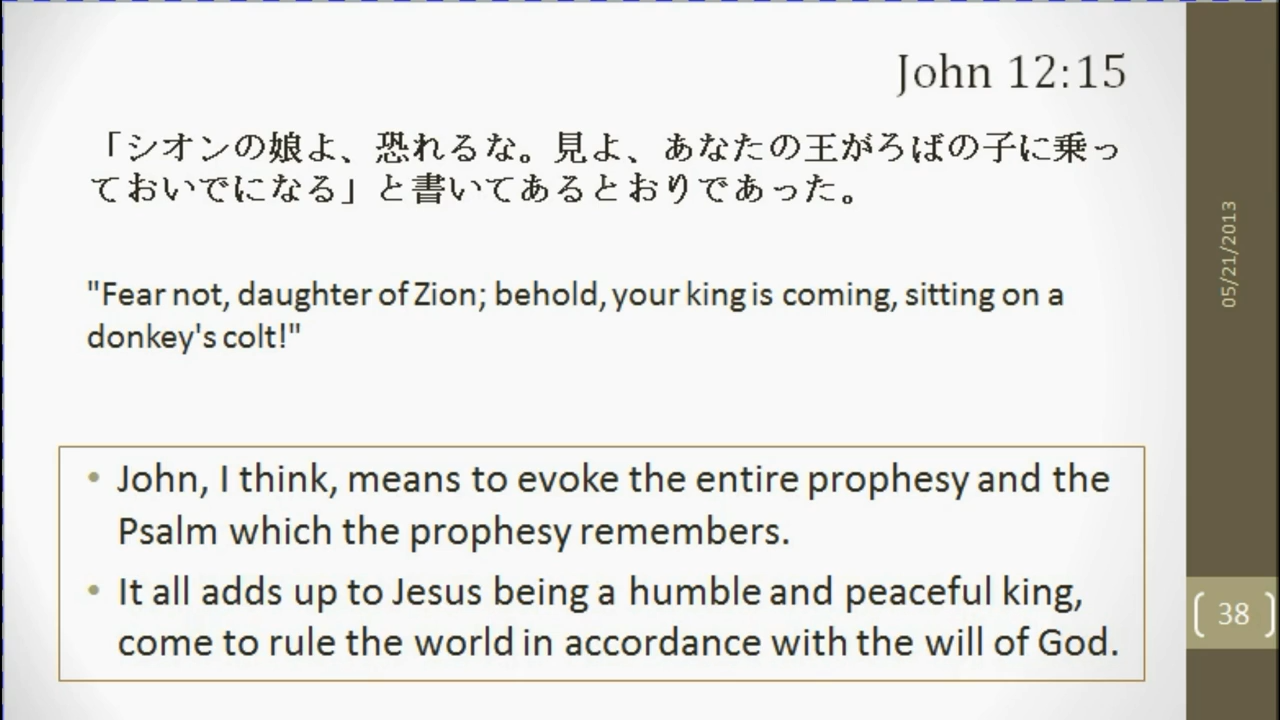 John 12:15
「シオンの娘よ、恐れるな。見よ、あなたの王がろばの子に乗っ
ておいでになる」と書いてあるとおりであった。
"Fear not, daughter of Zion; behold, your king is coming, sitting on a
donkey's colt!"
• John, I think, means to evoke the entire prophesy and the
Psalm which the prophesy remembers.
• It all adds up to Jesus being a humble and peaceful king,
come to rule the world in accordance with the will of God.
05/21/2013
38